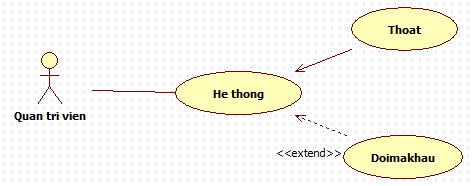 Thoat
Quan tri vien
He thong
<<extend>>
Doimakhau